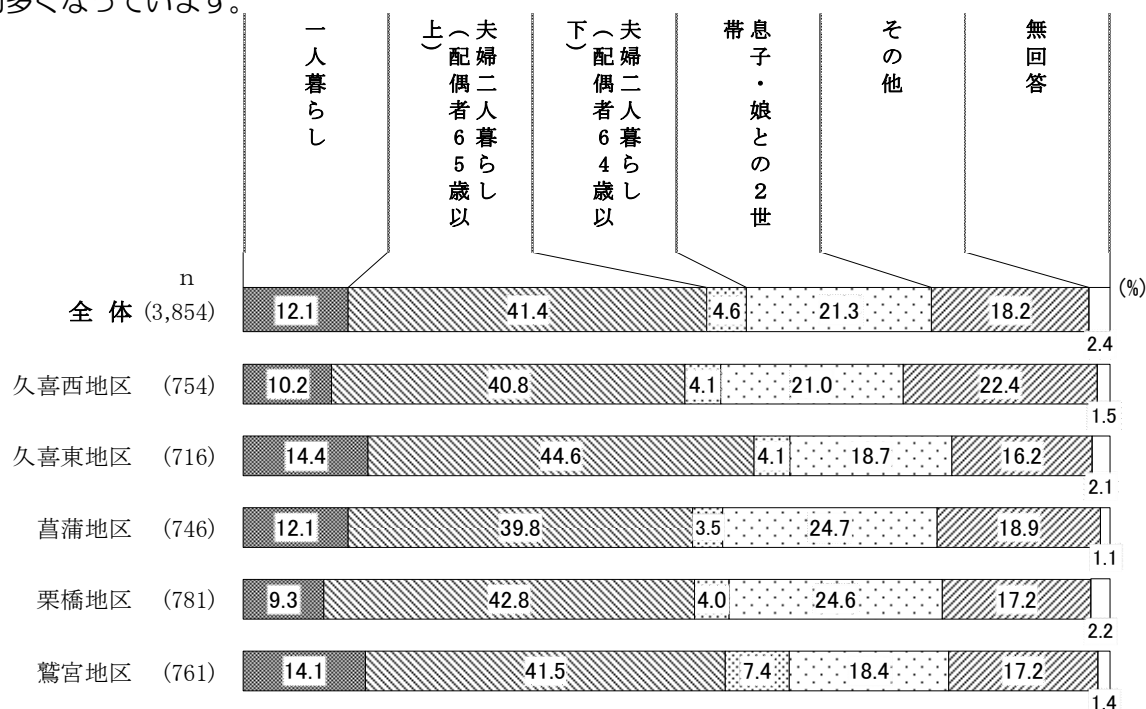 多くなっています。
一人暮らし
夫婦二人暮らし
（配偶者65歳以
上）
夫婦二人暮らし
（配偶者64歳以
下）
息子・娘との2世
帯
その他
無回答
n
(%)
全 体 (3,854) 12.1 41.4 4.6 21.3 18.2 2.4
久喜西地区 (754) 10.2 40.8 4.1 21.0 22.4 1.5
久喜東地区 (716) 14.4 44.6 4.1 18.7 16.2 2.1
菖蒲地区 (746) 12.1 39.8 3.5 24.7 18.9 1.1
栗橋地区 (781) 9.3 42.8 4.0 24.6 17.2 2.2
鷲宮地区 (761) 14.1 41.5 7.4 18.4 17.2 1.4